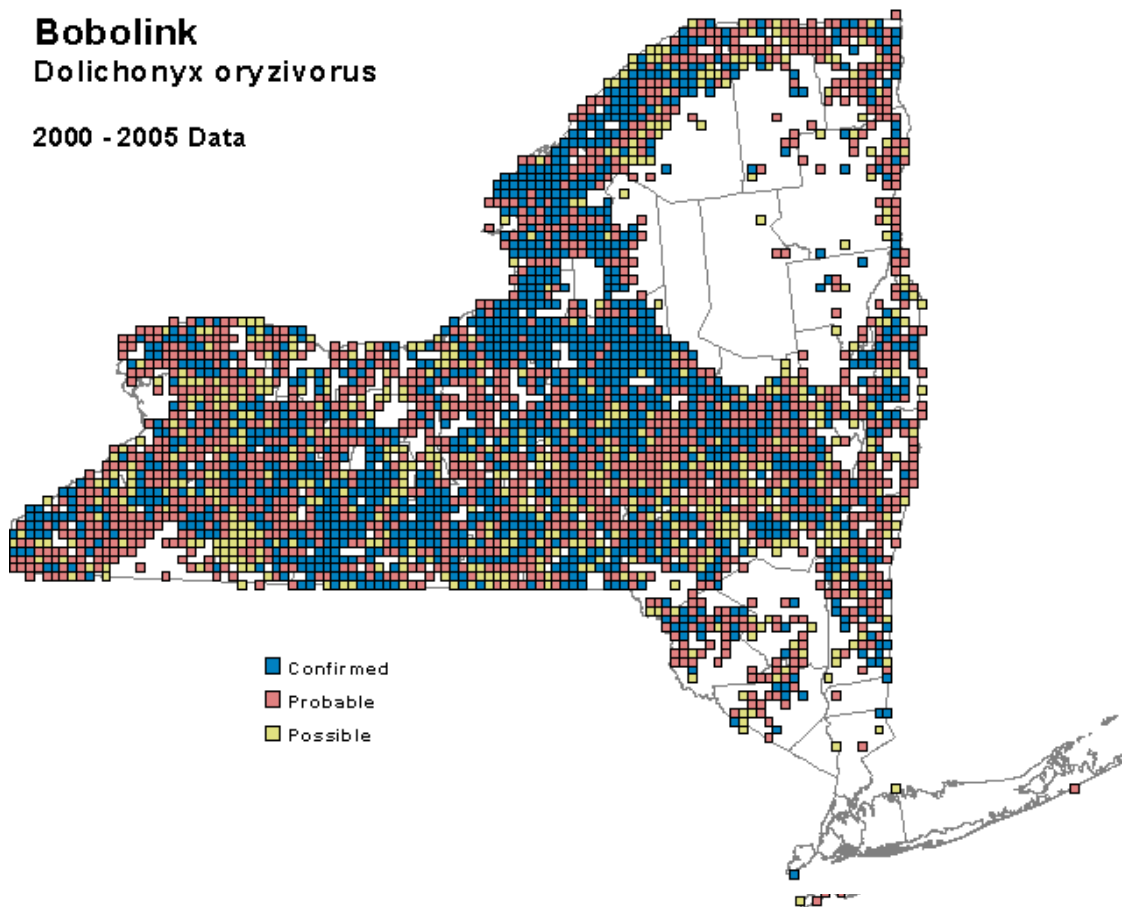 Bobolink
Dolichonyx oryzivorus
2000 - 2005 Data
Confirmed
Probable
Possible